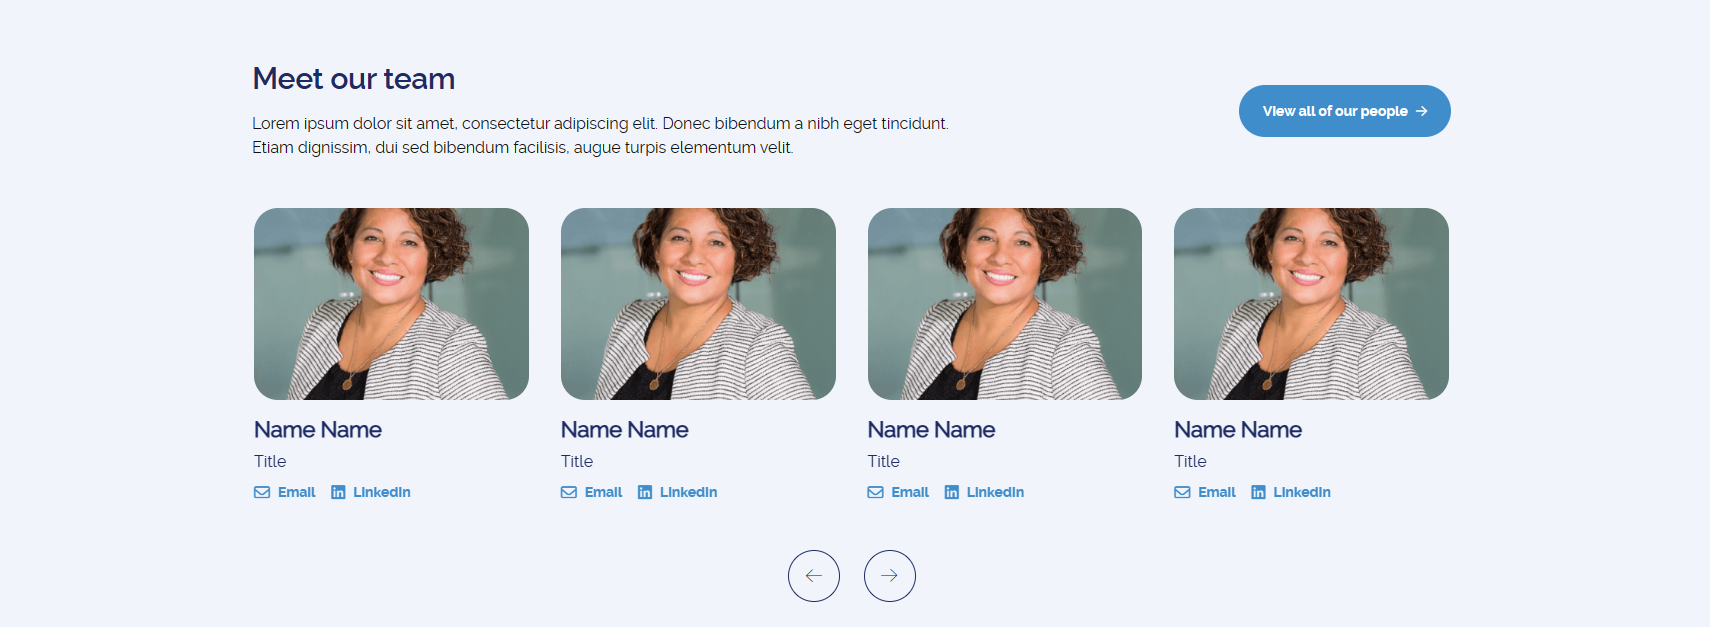 Meet our team
Lorem ipsum dolor sit amet, consectetur adipiscing elit. Donec bibendum a nibh eget tincidunt.
Etiam dignissim, dui sed bibendum facilisis, augue turpis elementum velit.
View all of our people →
Name Name
Title
Email LinkedIn
Name Name
Title
Email LinkedIn
Name Name
Title
Email LinkedIn
Name Name
Title
Email LinkedIn